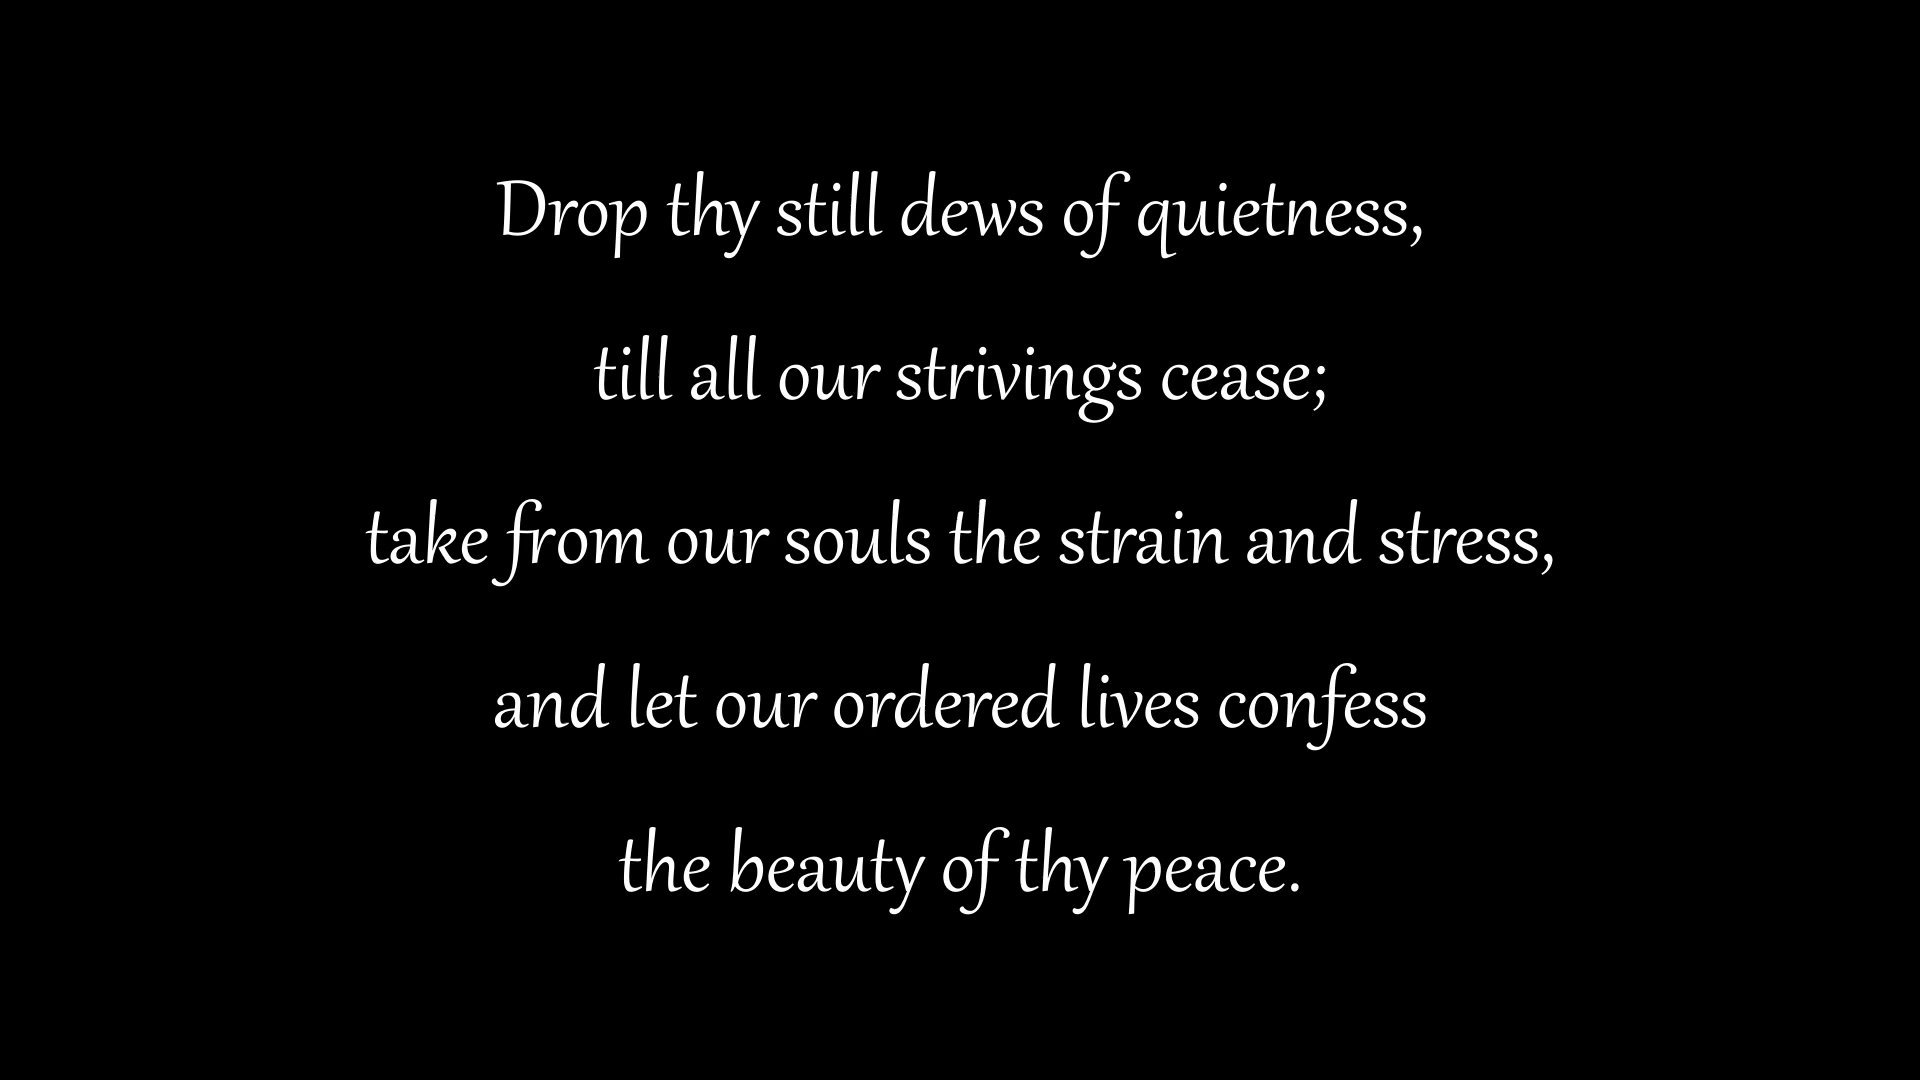 Drop thy still dews of quietness,
till all our strivings cease;
take from our souls the strain and stress,
and let our ordered lives confess
the beauty of thy peace.